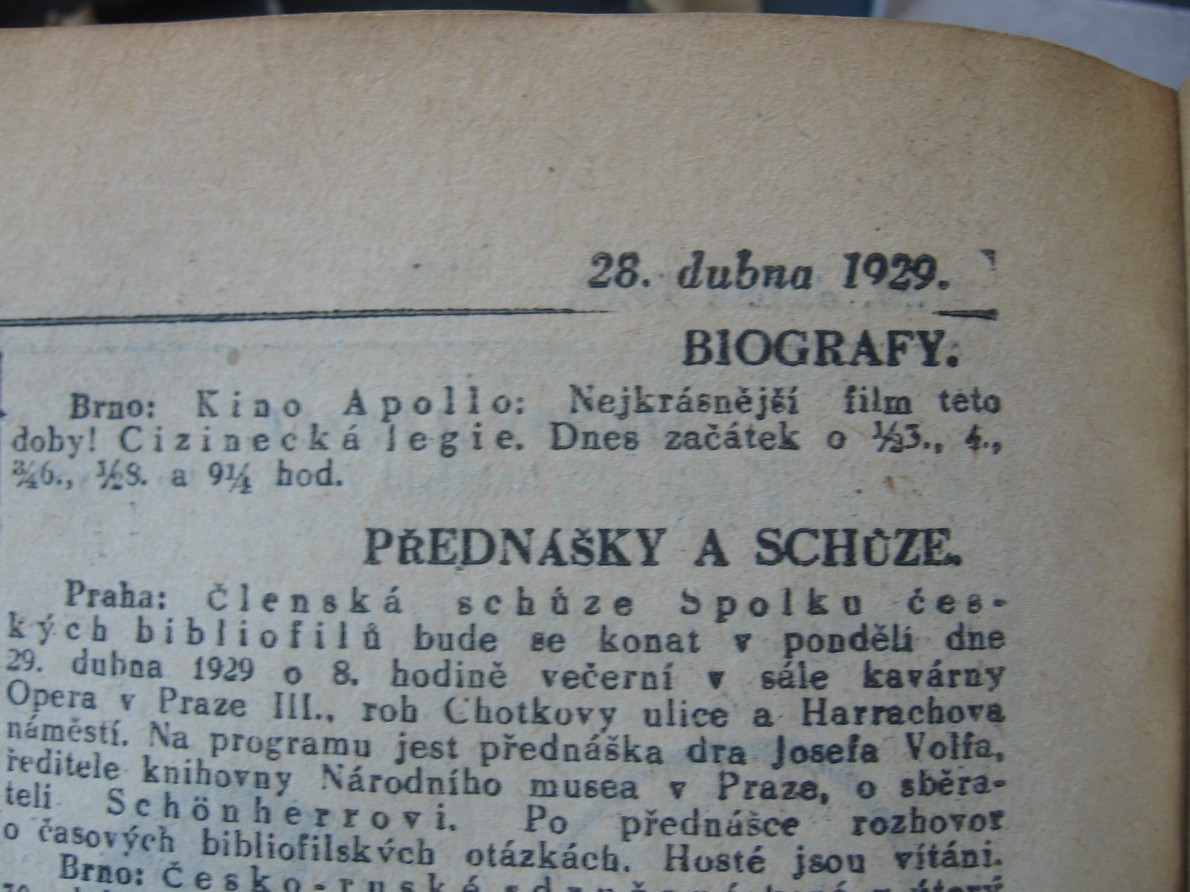 28. dubna 1929.
BIOGRAFY.
Brno: Kino Apollo: Nejkrásnější film této
doby! Cizinecká legie. Dnes začátek o ½3., 4.,
¾6., ½8. a 9¼ hod.
PŘEDNÁŠKY A SCHŮZE.
Praha: Členská schůze Spolku čes-
kých bibliofilů bude se konat v pondělí dne
29. dubna 1929 o 8. hodině večerní v sále kavárny
Opera v Praze III., roh Chotkovy ulice a Harrachova
náměstí. Na programu jest přednáška dra Josefa Volfa,
ředitele knihovny Národního musea v Praze, o sběra-
teli Schönherrovi. Po přednášce rozhovor
o časových bibliofilských otázkách. Hosté jsou vítáni.
Brno: Česko-ruské